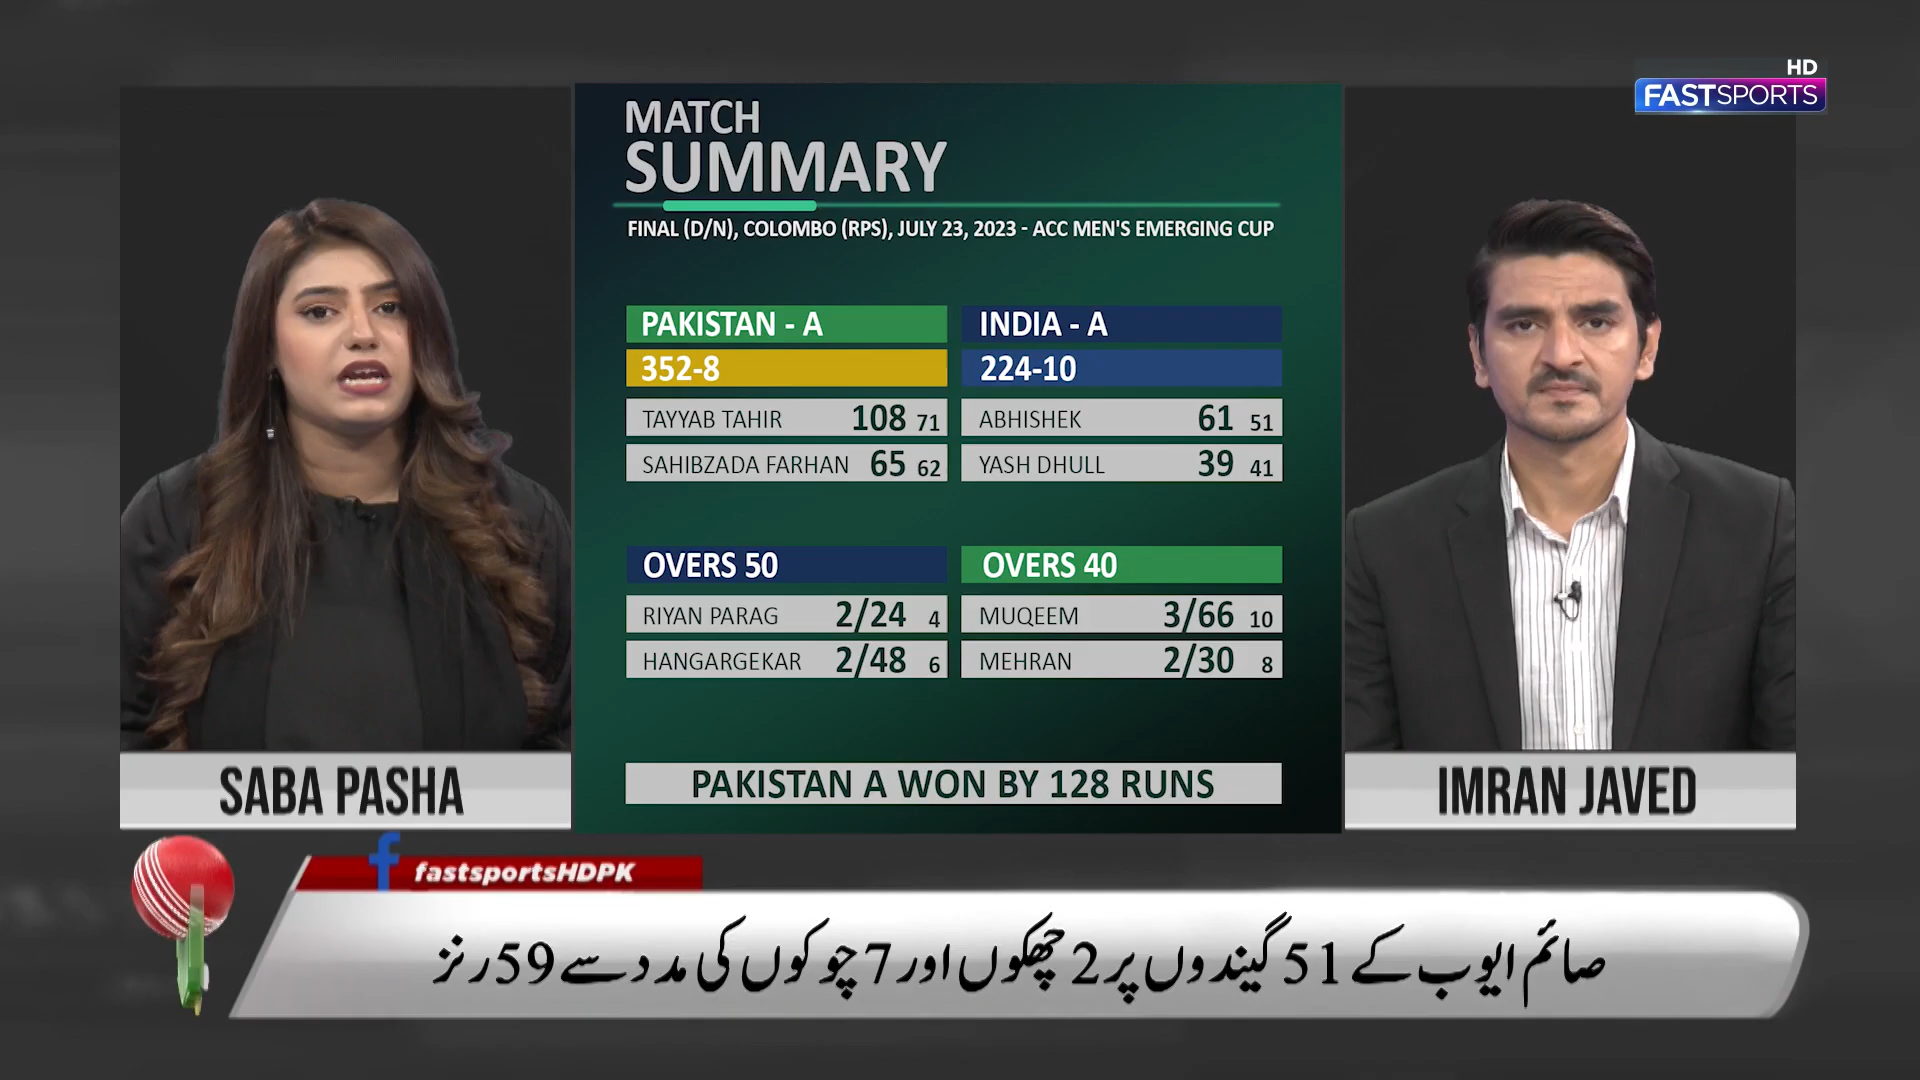 HD
FASTSPORTS
MATCH
SUMMARY
FINAL (D/N), COLOMBO (RPS), JULY 23, 2023 - ACC MEN'S EMERGING CUP
PAKISTAN - A
352-8
TAYYAB TAHIR 108 71
SAHIBZADA FARHAN 65 62
INDIA - A
224-10
ABHISHEK 61 51
YASH DHULL 39 41
OVERS 50
RIYAN PARAG 2/24 4
HANGARGEKAR 2/48 6
OVERS 40
MUQEEM 3/66 10
MEHRAN 2/30 8
PAKISTAN A WON BY 128 RUNS
SABA PASHA
IMRAN JAVED
fastsportsHDPK
صائم ایوب کے 51 گیندوں پر 2 چھکوں اور 7 چوکوں کی مدد سے 59 رنز